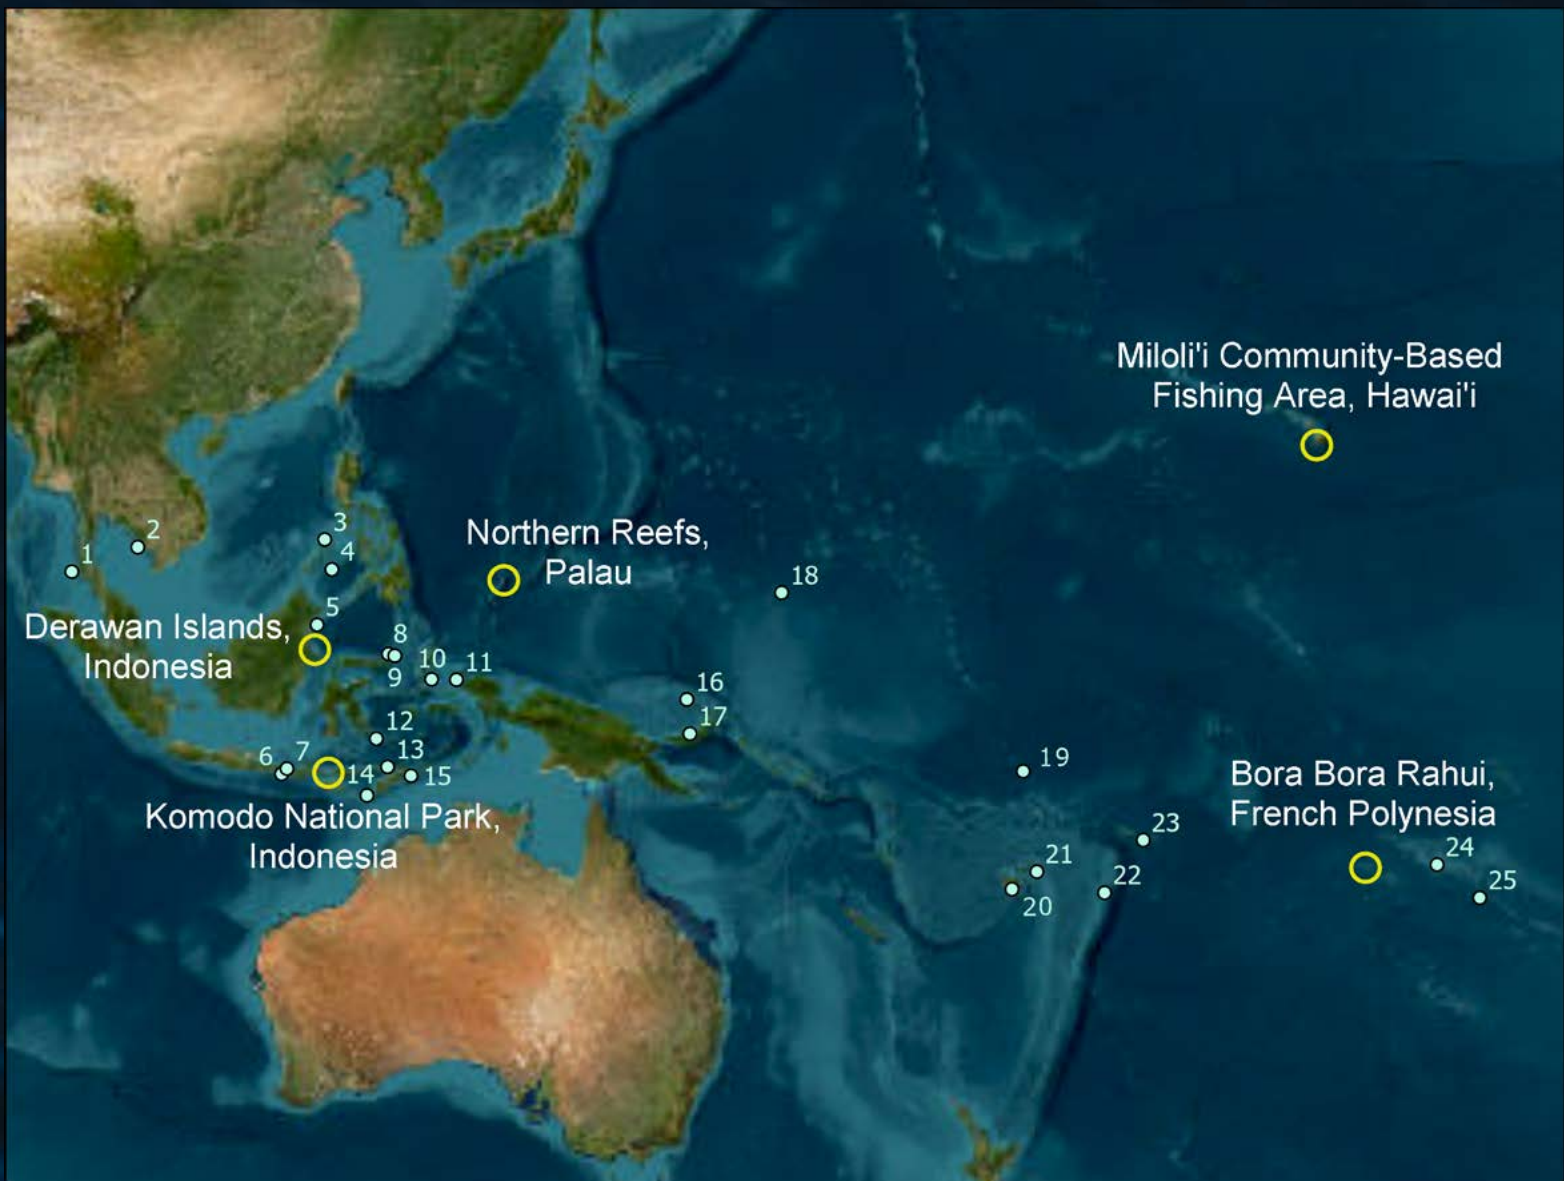 Miloli'i Community-Based
Fishing Area, Hawai'i
Northern Reefs,
Palau
3
2
4
1
18
5
Derawan Islands,
Indonesia
8
10
11
9
16
17
12
19
6
7
13
14
15
Bora Bora Rahui,
French Polynesia
Komodo National Park,
Indonesia
23
24
21
22
25
20